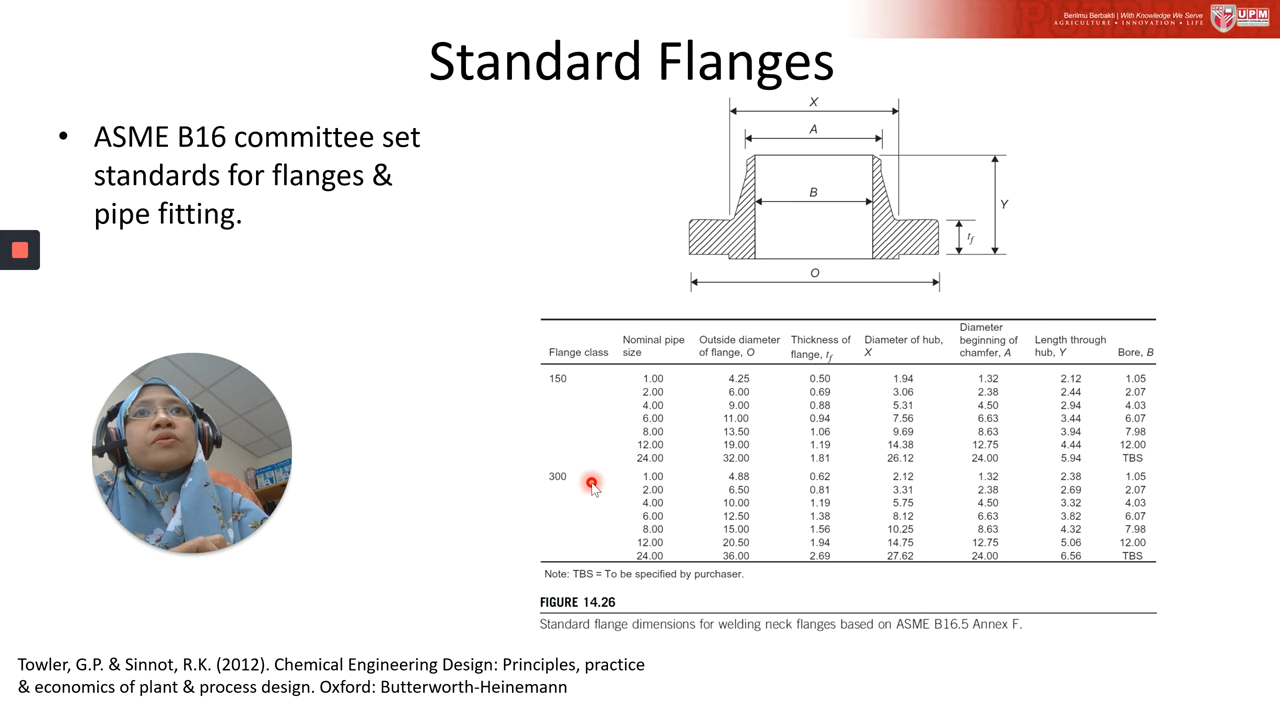 Berilmu Berbakti | With Knowledge We Serve
AGRICULTURE • INNOVATION • LIFE
UPM
Standard Flanges
• ASME B16 committee set
standards for flanges &
pipe fitting.
X
A
B
Y
tf
O
Flange class Nominal pipe size Outside diameter of flange, O Thickness of flange, tf Diameter of hub, X Diameter beginning of chamfer, A Length through hub, Y Bore, B
150 1.00 4.25 0.50 1.94 1.32 2.12 1.05
2.00 6.00 0.69 3.06 2.38 2.44 2.07
4.00 9.00 0.88 5.31 4.50 2.94 4.03
6.00 11.00 0.94 7.56 6.63 3.44 6.07
8.00 13.50 1.06 9.69 8.63 3.94 7.98
12.00 19.00 1.19 14.38 12.75 4.44 12.00
24.00 32.00 1.81 26.12 24.00 5.94 TBS
300 1.00 4.88 0.62 2.12 1.32 2.38 1.05
2.00 6.50 0.81 3.31 2.38 2.69 2.07
4.00 10.00 1.19 5.75 4.50 3.32 4.03
6.00 12.50 1.38 8.12 6.63 3.82 6.07
8.00 15.00 1.56 10.25 8.63 4.32 7.98
12.00 20.50 1.94 14.75 12.75 5.06 12.00
24.00 36.00 2.69 27.62 24.00 6.56 TBS
Note: TBS = To be specified by purchaser.
FIGURE 14.26
Standard flange dimensions for welding neck flanges based on ASME B16.5 Annex F.
Towler, G.P. & Sinnot, R.K. (2012). Chemical Engineering Design: Principles, practice
& economics of plant & process design. Oxford: Butterworth-Heinemann